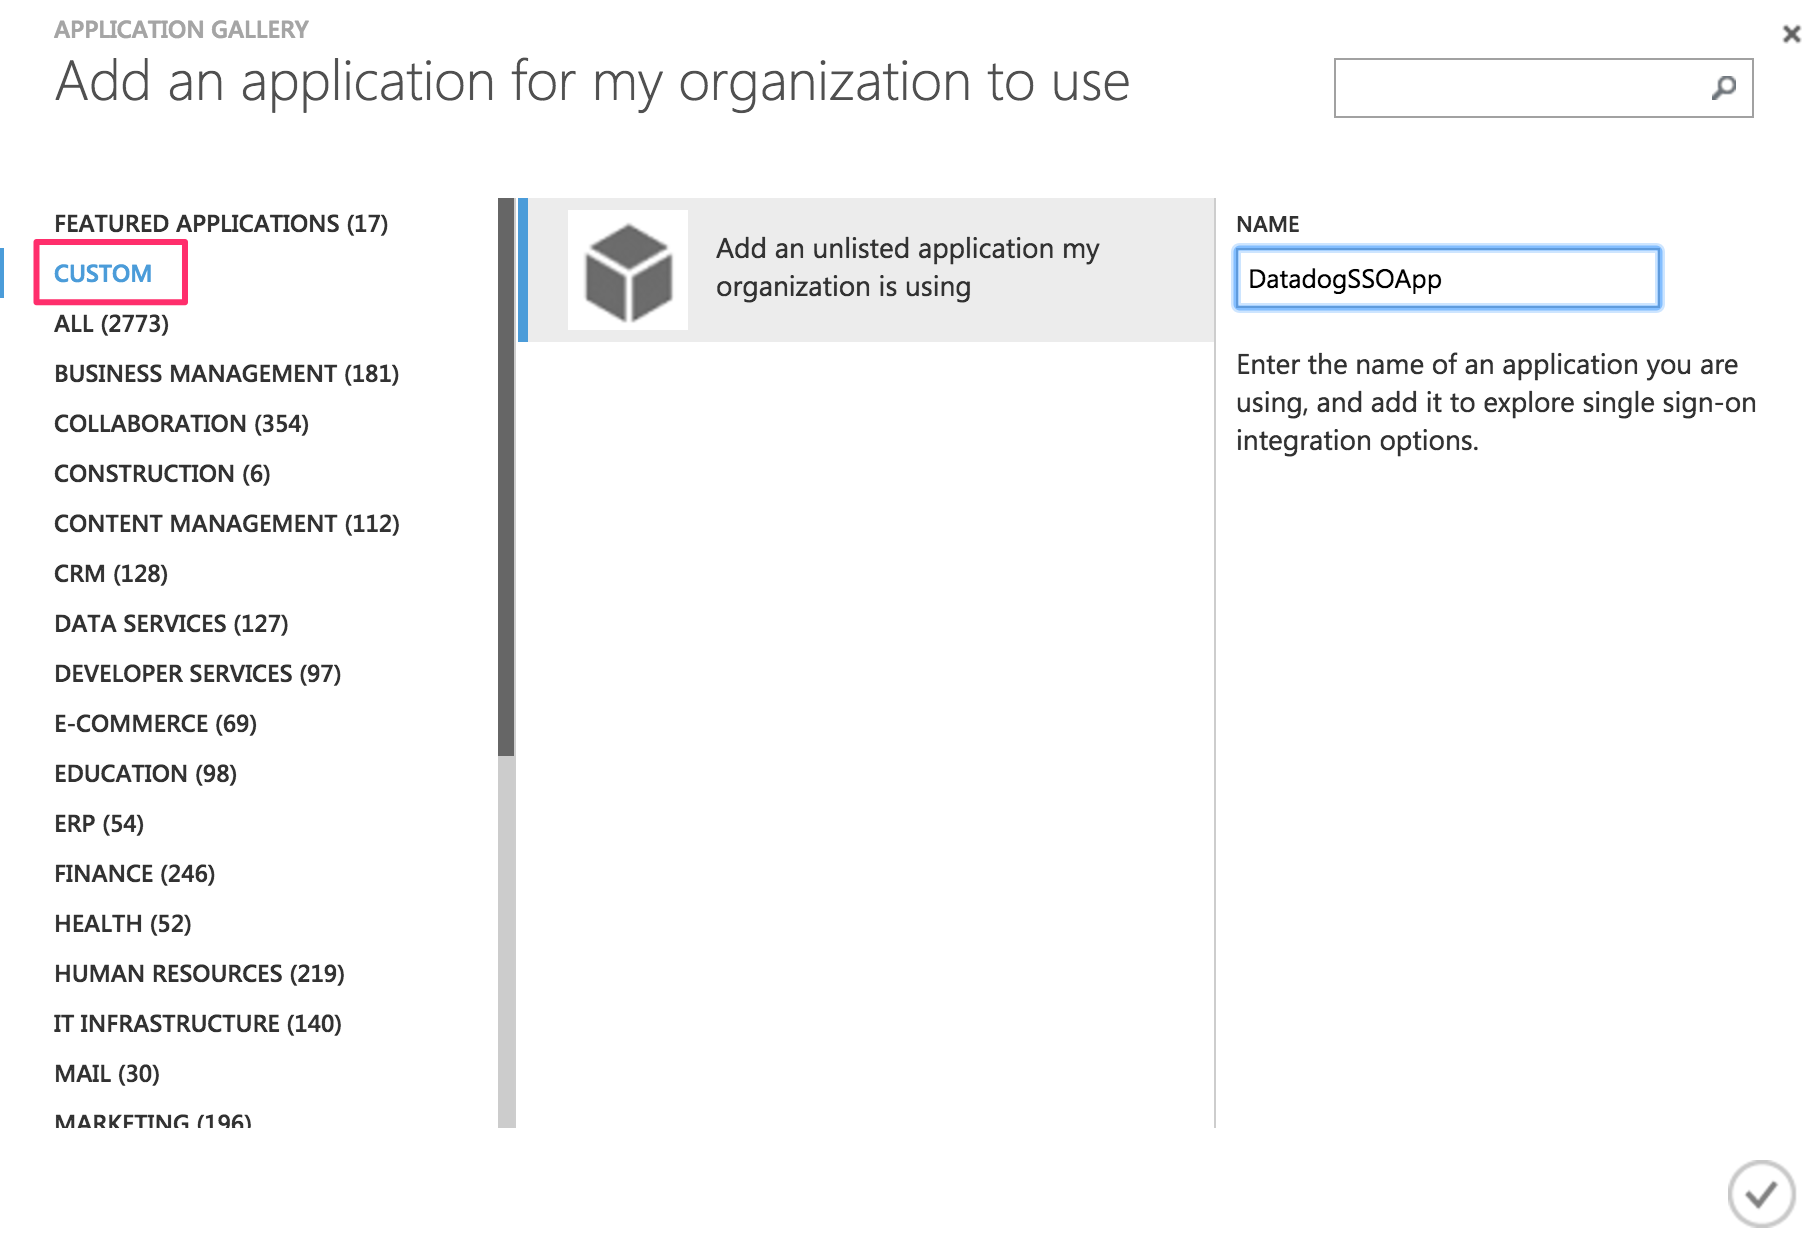 APPLICATION GALLERY
Add an application for my organization to use
FEATURED APPLICATIONS (17)
CUSTOM
ALL (2773)
BUSINESS MANAGEMENT (181)
COLLABORATION (354)
CONSTRUCTION (6)
CONTENT MANAGEMENT (112)
CRM (128)
DATA SERVICES (127)
DEVELOPER SERVICES (97)
E-COMMERCE (69)
EDUCATION (98)
ERP (54)
FINANCE (246)
HEALTH (52)
HUMAN RESOURCES (219)
IT INFRASTRUCTURE (140)
MAIL (30)
MARKETING (196)
Add an unlisted application my
organization is using
NAME
DatadogSSOApp
Enter the name of an application you are
using, and add it to explore single sign-on
integration options.